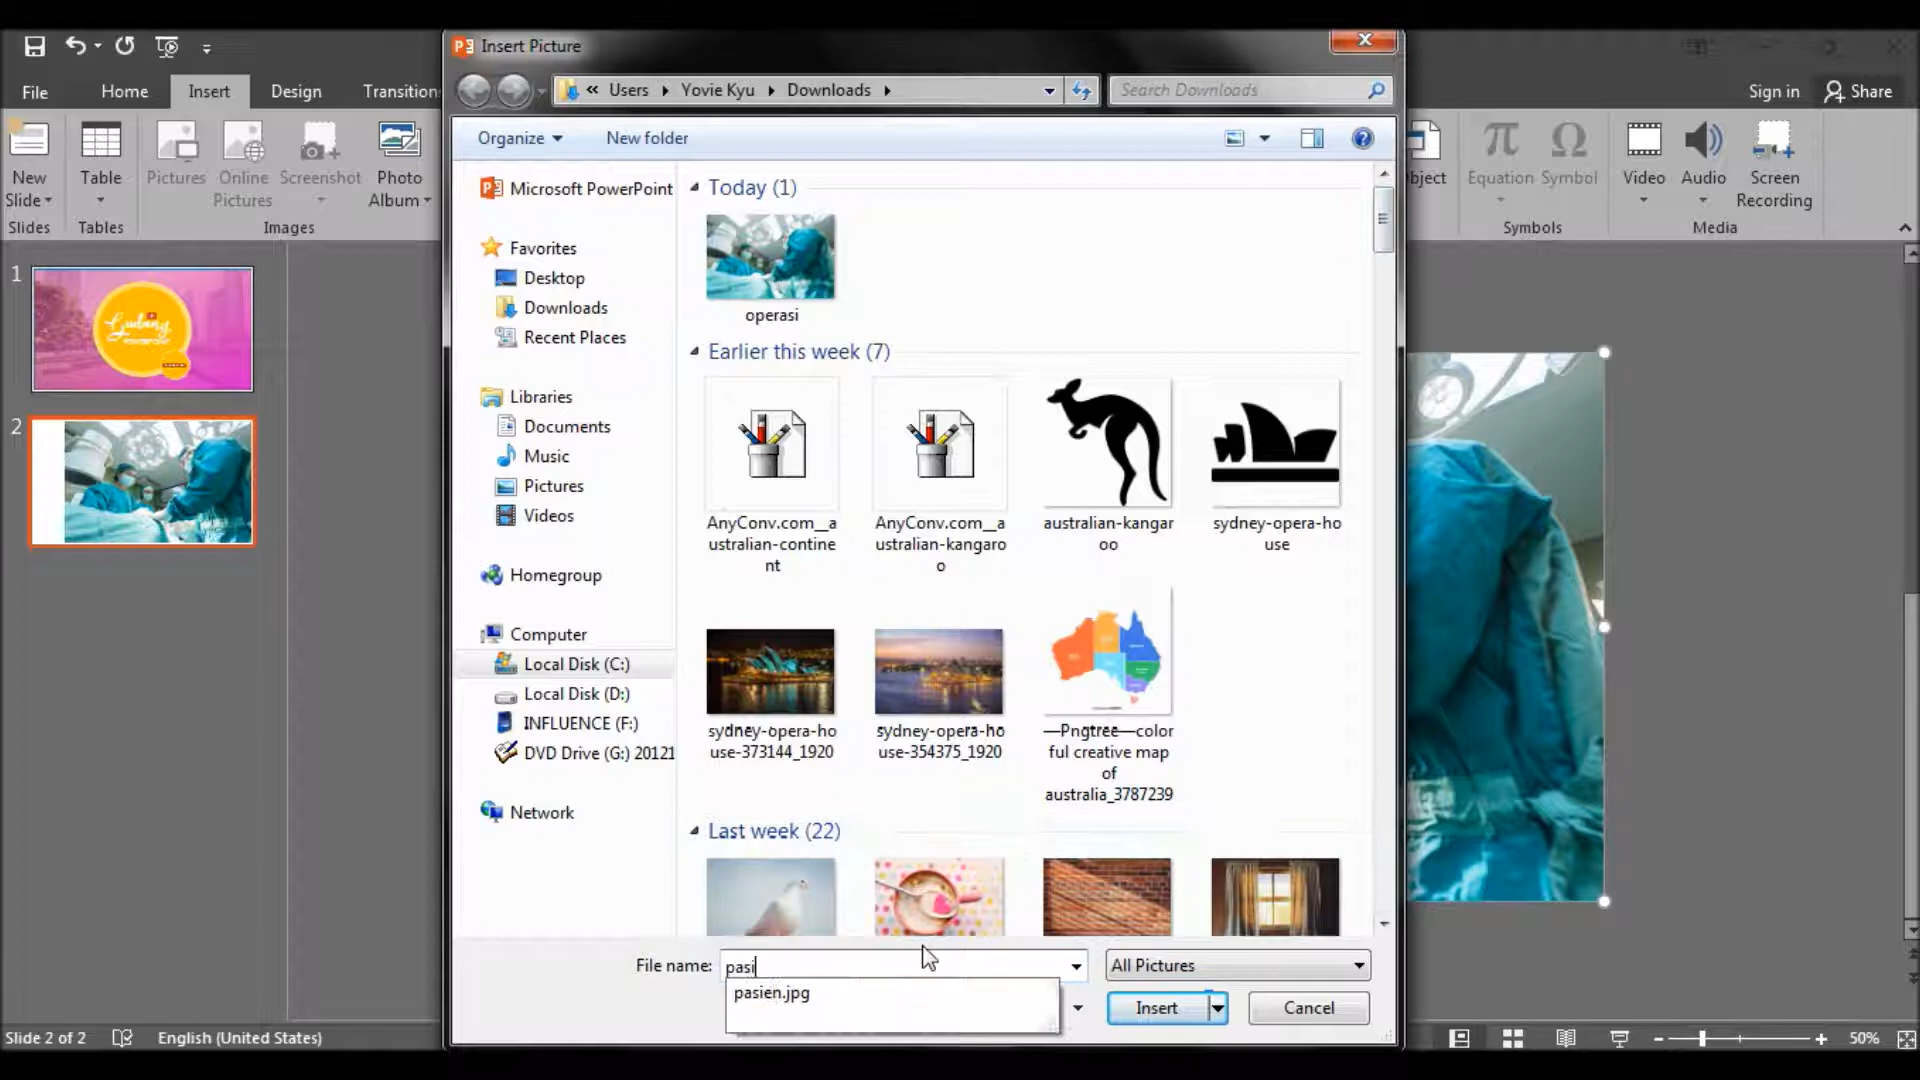 Insert Picture
File
Home
Insert
Design
Transition
Sign in
Share
« Users
Yovie Kyu
Downloads
Search Downloads
New
Slide
Table
Pictures
Online
Pictures
Screenshot
Photo
Album
Slides
Tables
Images
Organize
New folder
bject
Equation
Symbol
Video
Audio
Screen
Recording
Symbols
Media
Microsoft PowerPoint
Favorites
Desktop
Downloads
Recent Places
Libraries
Documents
Music
Pictures
Videos
Homegroup
Computer
Local Disk (C:)
Local Disk (D:)
INFLUENCE (F:)
DVD Drive (G:) 20121
Network
Today (1)
operasi
Earlier this week (7)
AnyConv.com__a
ustralian-contine
nt
AnyConv.com__a
ustralian-kangaro
o
australian-kangar
oo
sydney-opera-ho
use
sydney-opera-ho
use-373144_1920
sydney-opera-ho
use-354375_1920
—Pngtree—color
ful creative map
of
australia_3787239
Last week (22)
1
Gudang
POWERPOINT
2
File name:
pasi
All Pictures
pasien.jpg
Insert
Cancel
Slide 2 of 2
English (United States)
50%